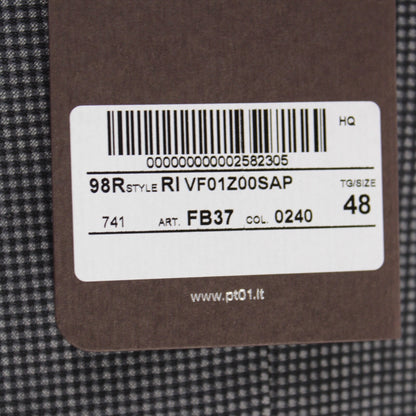 HQ
000000000002582305
98R STYLE RI VF01Z00SAP TG/SIZE
741 ART. FB37 COL. 0240 48
www.pt01.it